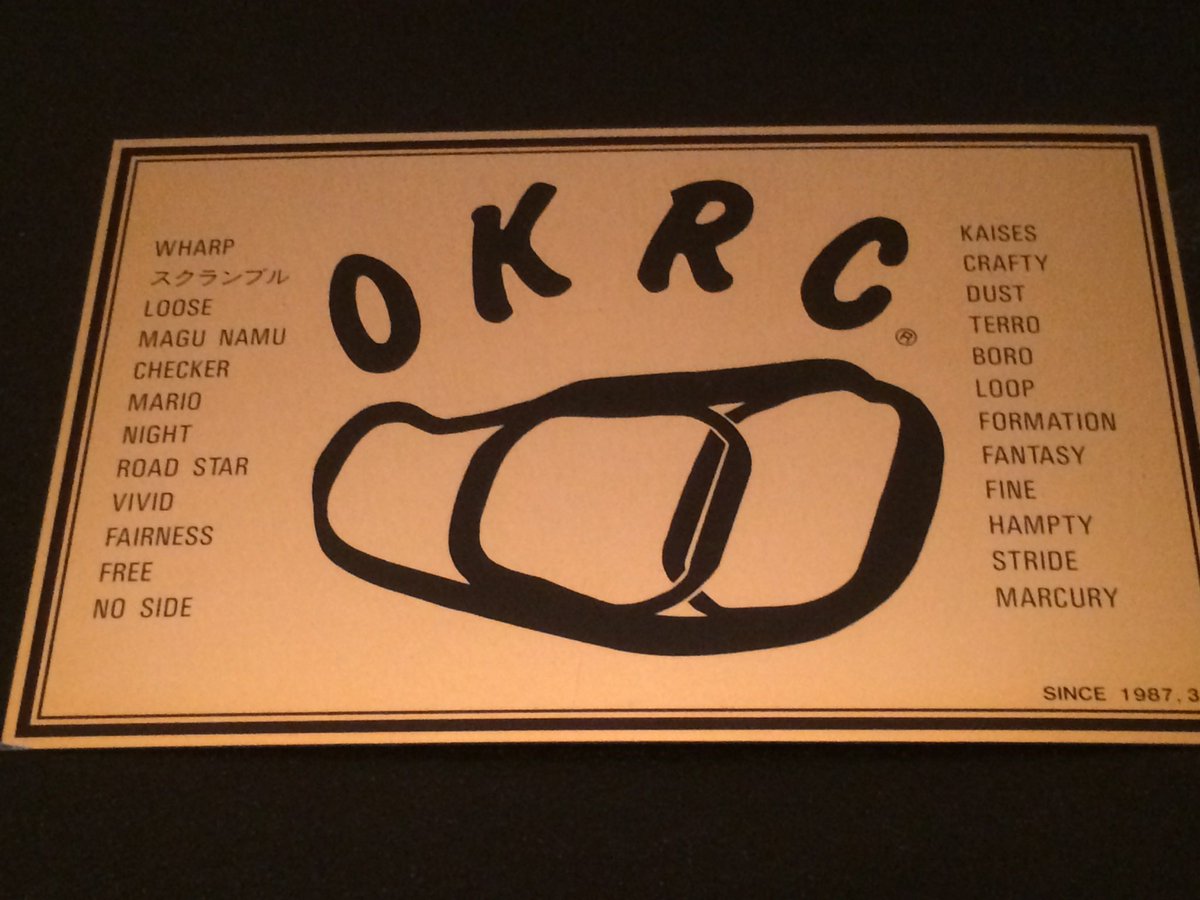 OKRC
®
WHARP
スクランブル
LOOSE
MAGU NAMU
CHECKER
MARIO
NIGHT
ROAD STAR
VIVID
FAIRNESS
FREE
NO SIDE
KAISES
CRAFTY
DUST
TERRO
BORO
LOOP
FORMATION
FANTASY
FINE
HAMPTY
STRIDE
MARCURY
SINCE 1987.3